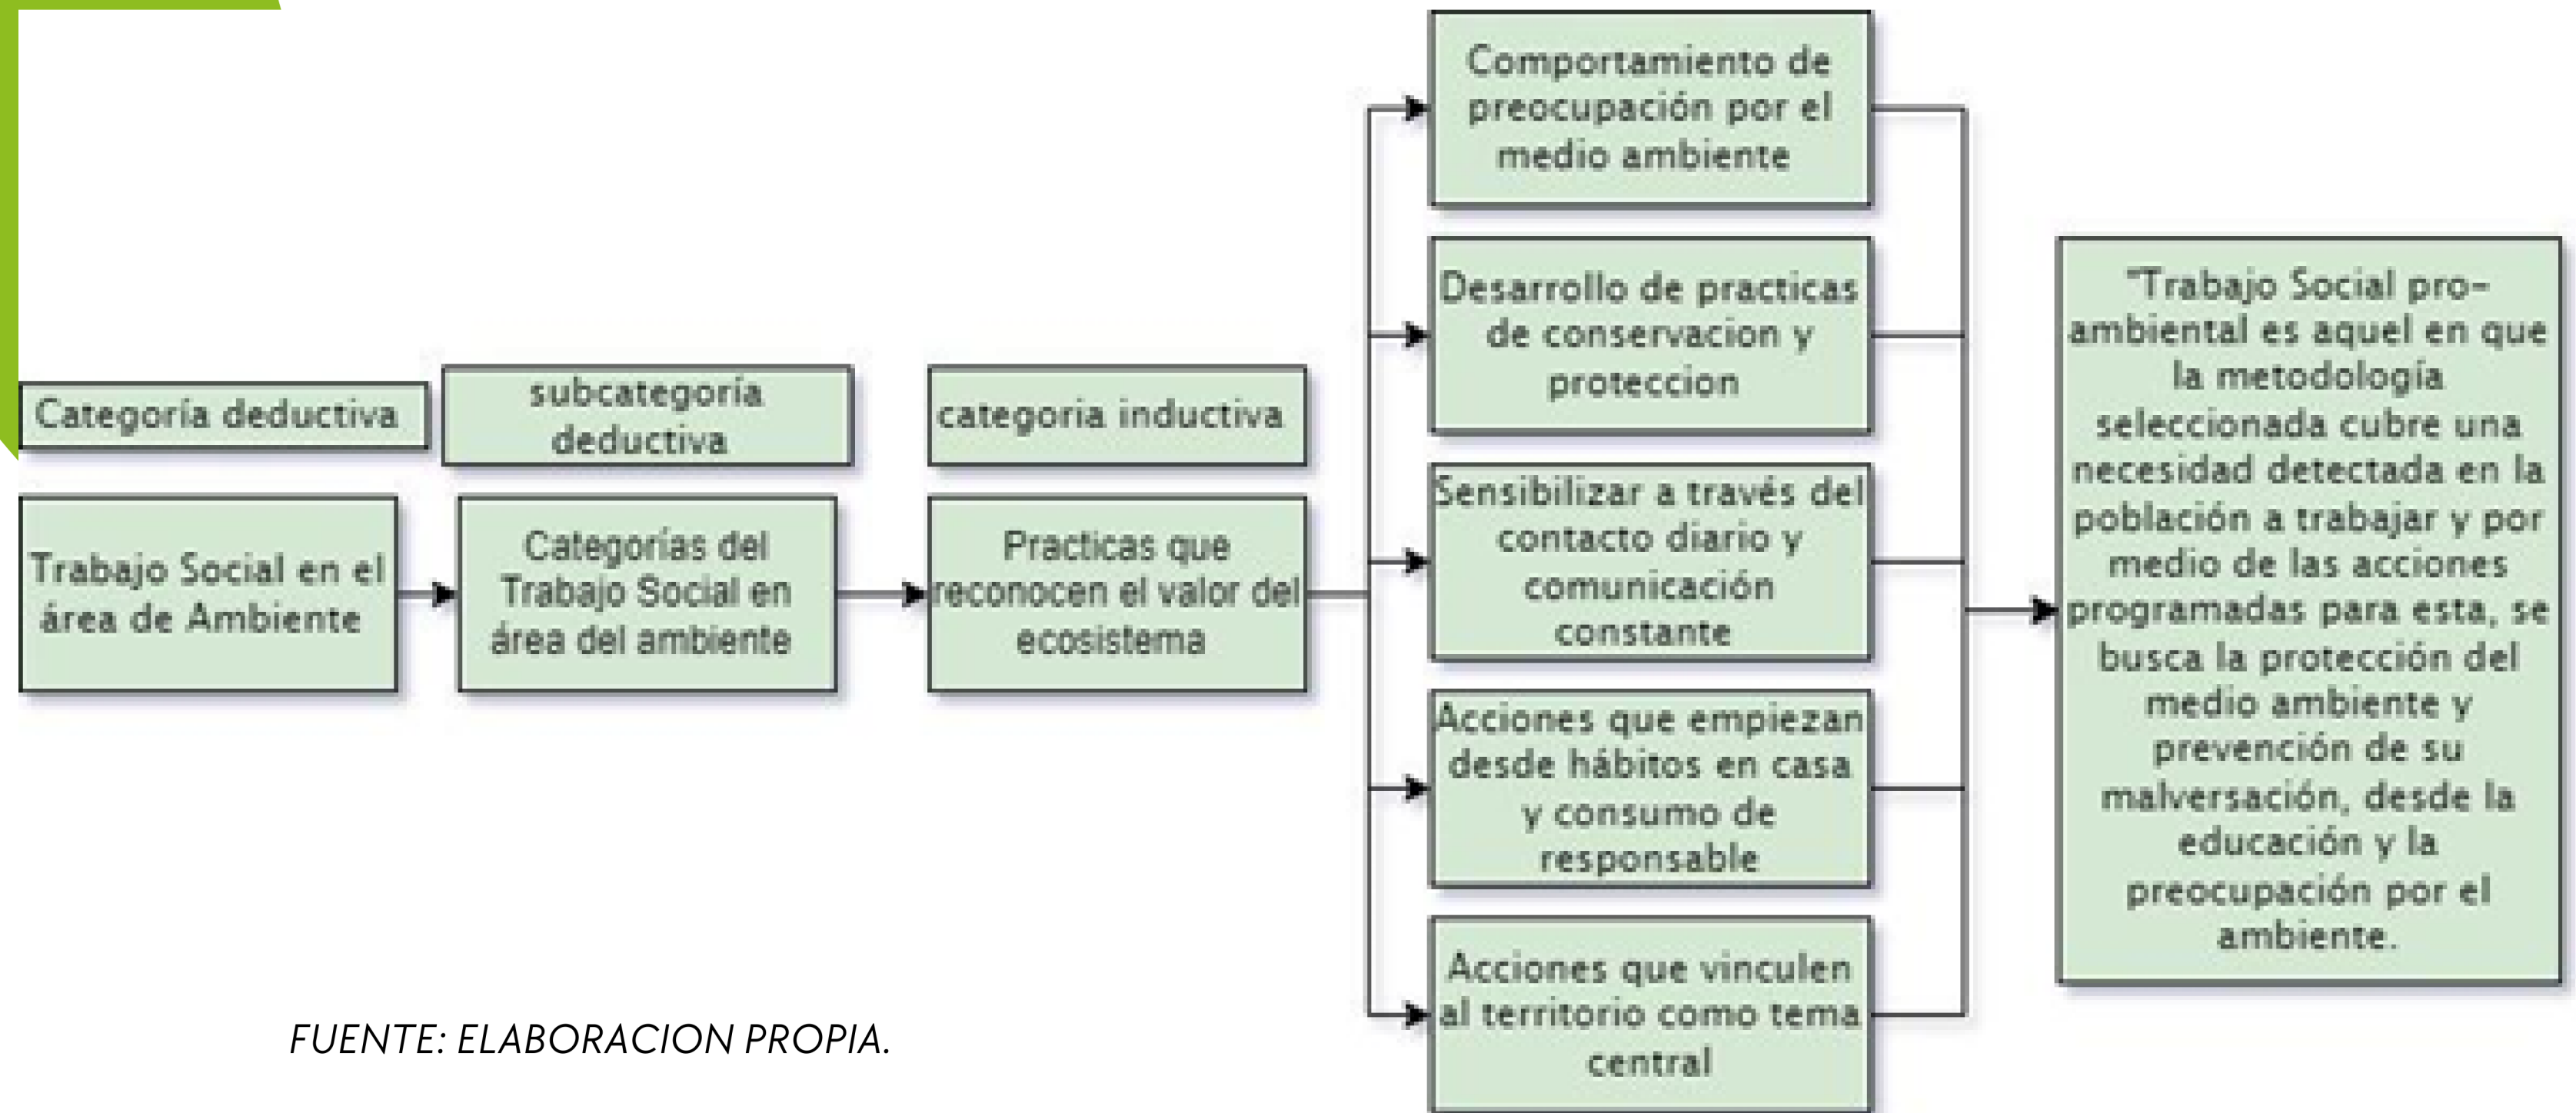 Categoría deductiva
subcategoría
deductiva
categoria inductiva
Trabajo Social en el
área de Ambiente
Categorías del
Trabajo Social en
área del ambiente
Practicas que
reconocen el valor del
ecosistema
Comportamiento de
preocupación por el
medio ambiente
Desarrollo de practicas
de conservacion y
proteccion
Sensibilizar a través del
contacto diario y
comunicación
constante
Acciones que empiezan
desde hábitos en casa
y consumo de
responsable
Acciones que vinculen
al territorio como tema
central
"Trabajo Social pro-
ambiental es aquel en que
la metodología
seleccionada cubre una
necesidad detectada en la
población a trabajar y por
medio de las acciones
programadas para esta, se
busca la protección del
medio ambiente y
prevención de su
malversación, desde la
educación y la
preocupación por el
ambiente.
FUENTE: ELABORACION PROPIA.